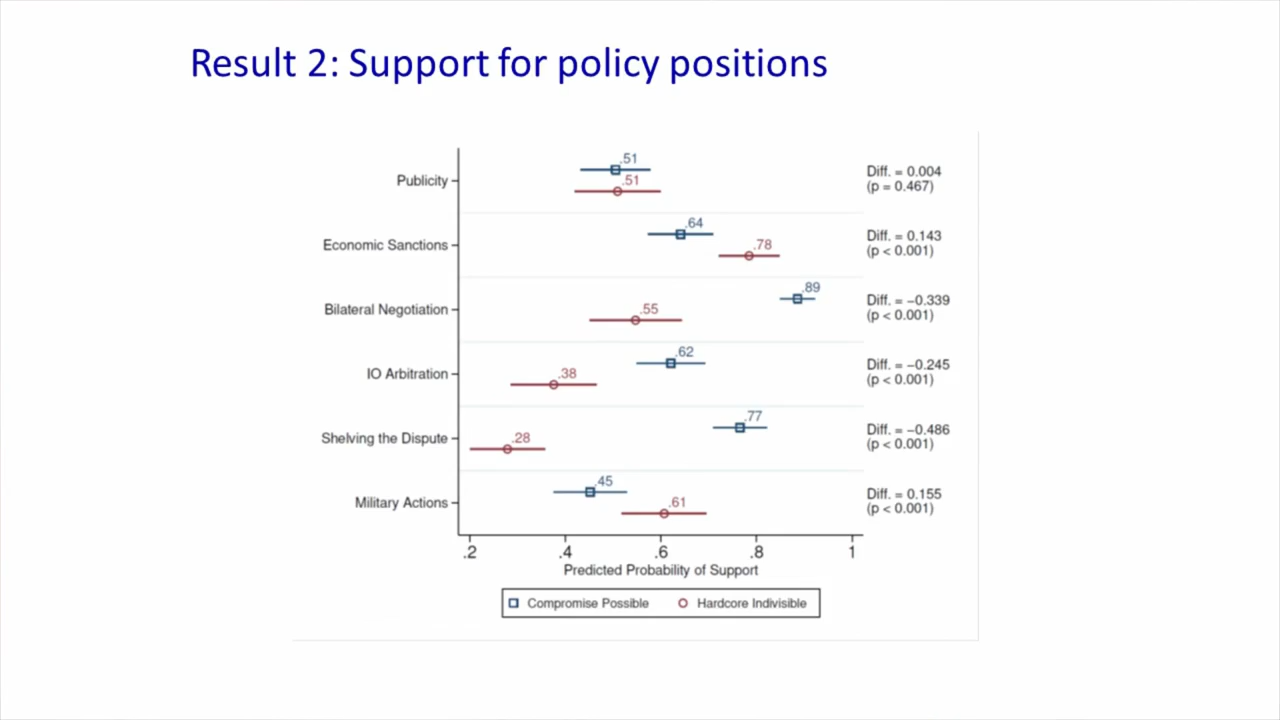 Result 2: Support for policy positions
Publicity
.51
.51
Diff. = 0.004
(p = 0.467)
Economic Sanctions
.64
.78
Diff. = 0.143
(p < 0.001)
Bilateral Negotiation
.89
.55
Diff. = −0.339
(p < 0.001)
IO Arbitration
.62
.38
Diff. = −0.245
(p < 0.001)
Shelving the Dispute
.77
.28
Diff. = −0.486
(p < 0.001)
Military Actions
.45
.61
Diff. = 0.155
(p < 0.001)
.2 .4 .6 .8 1
Predicted Probability of Support
Compromise Possible Hardcore Indivisible